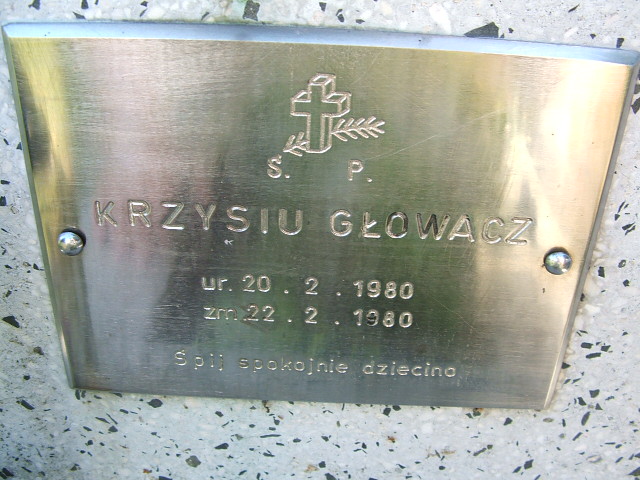 Ś. P.
KRZYSIU GŁOWACZ
ur. 20 . 2 . 1980
zm. 22 . 2 . 1980
Śpij spokojnie dziecino